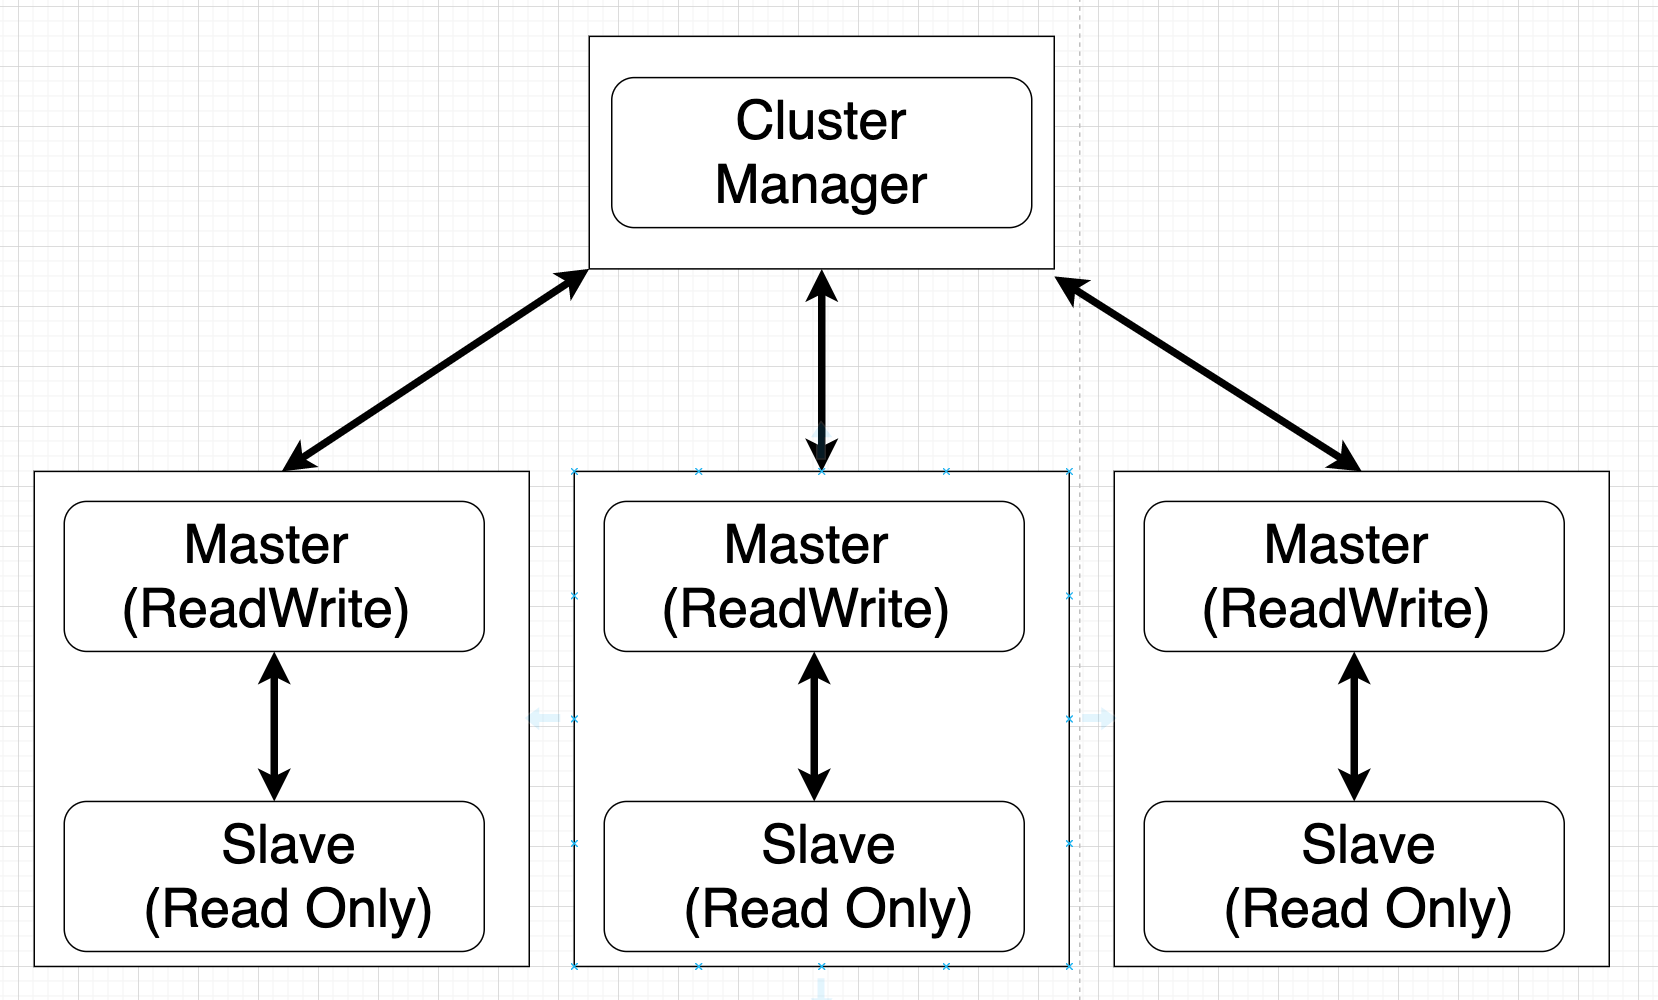 Cluster
Manager
Master
(ReadWrite)
Master
(ReadWrite)
Master
(ReadWrite)
Slave
(Read Only)
Slave
(Read Only)
Slave
(Read Only)